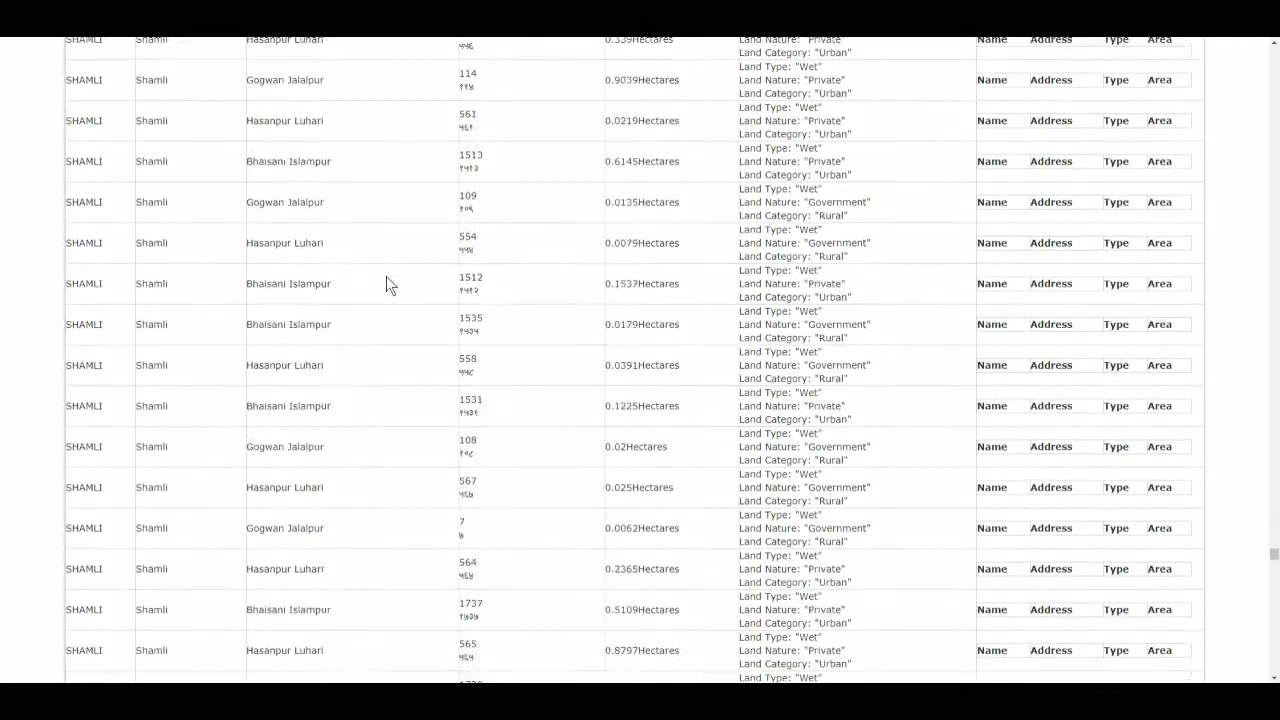 SHAMLI Shamli Hasanpur Luhari 0.339Hectares Land Nature: "Private" Name Address Type Area
५५६ Land Category: "Urban"
Land Type: "Wet"
SHAMLI Shamli Gogwan Jalalpur 114 0.9039Hectares Land Nature: "Private" Name Address Type Area
११४ Land Category: "Urban"
Land Type: "Wet"
SHAMLI Shamli Hasanpur Luhari 561 0.0219Hectares Land Nature: "Private" Name Address Type Area
५६१ Land Category: "Urban"
Land Type: "Wet"
SHAMLI Shamli Bhaisani Islampur 1513 0.6145Hectares Land Nature: "Private" Name Address Type Area
१५१३ Land Category: "Urban"
Land Type: "Wet"
SHAMLI Shamli Gogwan Jalalpur 109 0.0135Hectares Land Nature: "Government" Name Address Type Area
१०९ Land Category: "Rural"
Land Type: "Wet"
SHAMLI Shamli Hasanpur Luhari 554 0.0079Hectares Land Nature: "Government" Name Address Type Area
५५४ Land Category: "Rural"
Land Type: "Wet"
SHAMLI Shamli Bhaisani Islampur 1512 0.1537Hectares Land Nature: "Private" Name Address Type Area
१५१२ Land Category: "Urban"
Land Type: "Wet"
SHAMLI Shamli Bhaisani Islampur 1535 0.0179Hectares Land Nature: "Government" Name Address Type Area
१५३५ Land Category: "Rural"
Land Type: "Wet"
SHAMLI Shamli Hasanpur Luhari 558 0.0391Hectares Land Nature: "Government" Name Address Type Area
५५८ Land Category: "Rural"
Land Type: "Wet"
SHAMLI Shamli Bhaisani Islampur 1531 0.1225Hectares Land Nature: "Private" Name Address Type Area
१५३१ Land Category: "Urban"
Land Type: "Wet"
SHAMLI Shamli Gogwan Jalalpur 108 0.02Hectares Land Nature: "Government" Name Address Type Area
१०८ Land Category: "Rural"
Land Type: "Wet"
SHAMLI Shamli Hasanpur Luhari 567 0.025Hectares Land Nature: "Government" Name Address Type Area
५६७ Land Category: "Rural"
Land Type: "Wet"
SHAMLI Shamli Gogwan Jalalpur 7 0.0062Hectares Land Nature: "Government" Name Address Type Area
७ Land Category: "Rural"
Land Type: "Wet"
SHAMLI Shamli Hasanpur Luhari 564 0.2365Hectares Land Nature: "Private" Name Address Type Area
५६४ Land Category: "Urban"
Land Type: "Wet"
SHAMLI Shamli Bhaisani Islampur 1737 0.5109Hectares Land Nature: "Private" Name Address Type Area
१७३७ Land Category: "Urban"
Land Type: "Wet"
SHAMLI Shamli Hasanpur Luhari 565 0.8797Hectares Land Nature: "Private" Name Address Type Area
५६५ Land Category: "Urban"
Land Type: "Wet"